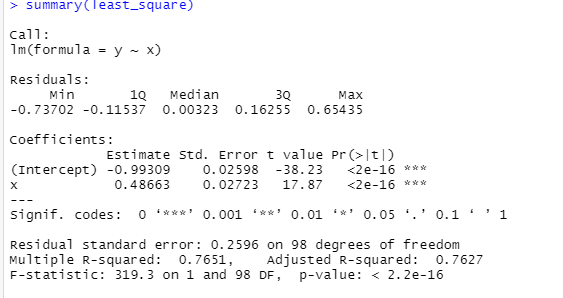 > summary(least_square)
Call:
lm(formula = y ~ x)
Residuals:
Min 1Q Median 3Q Max
-0.73702 -0.11537 0.00323 0.16255 0.65435
Coefficients:
Estimate Std. Error t value Pr(>|t|)
(Intercept) -0.99309 0.02598 -38.23 <2e-16 ***
x 0.48663 0.02723 17.87 <2e-16 ***
---
Signif. codes: 0 ‘***’ 0.001 ‘**’ 0.01 ‘*’ 0.05 ‘.’ 0.1 ‘ ’ 1
Residual standard error: 0.2596 on 98 degrees of freedom
Multiple R-squared: 0.7651, Adjusted R-squared: 0.7627
F-statistic: 319.3 on 1 and 98 DF, p-value: < 2.2e-16